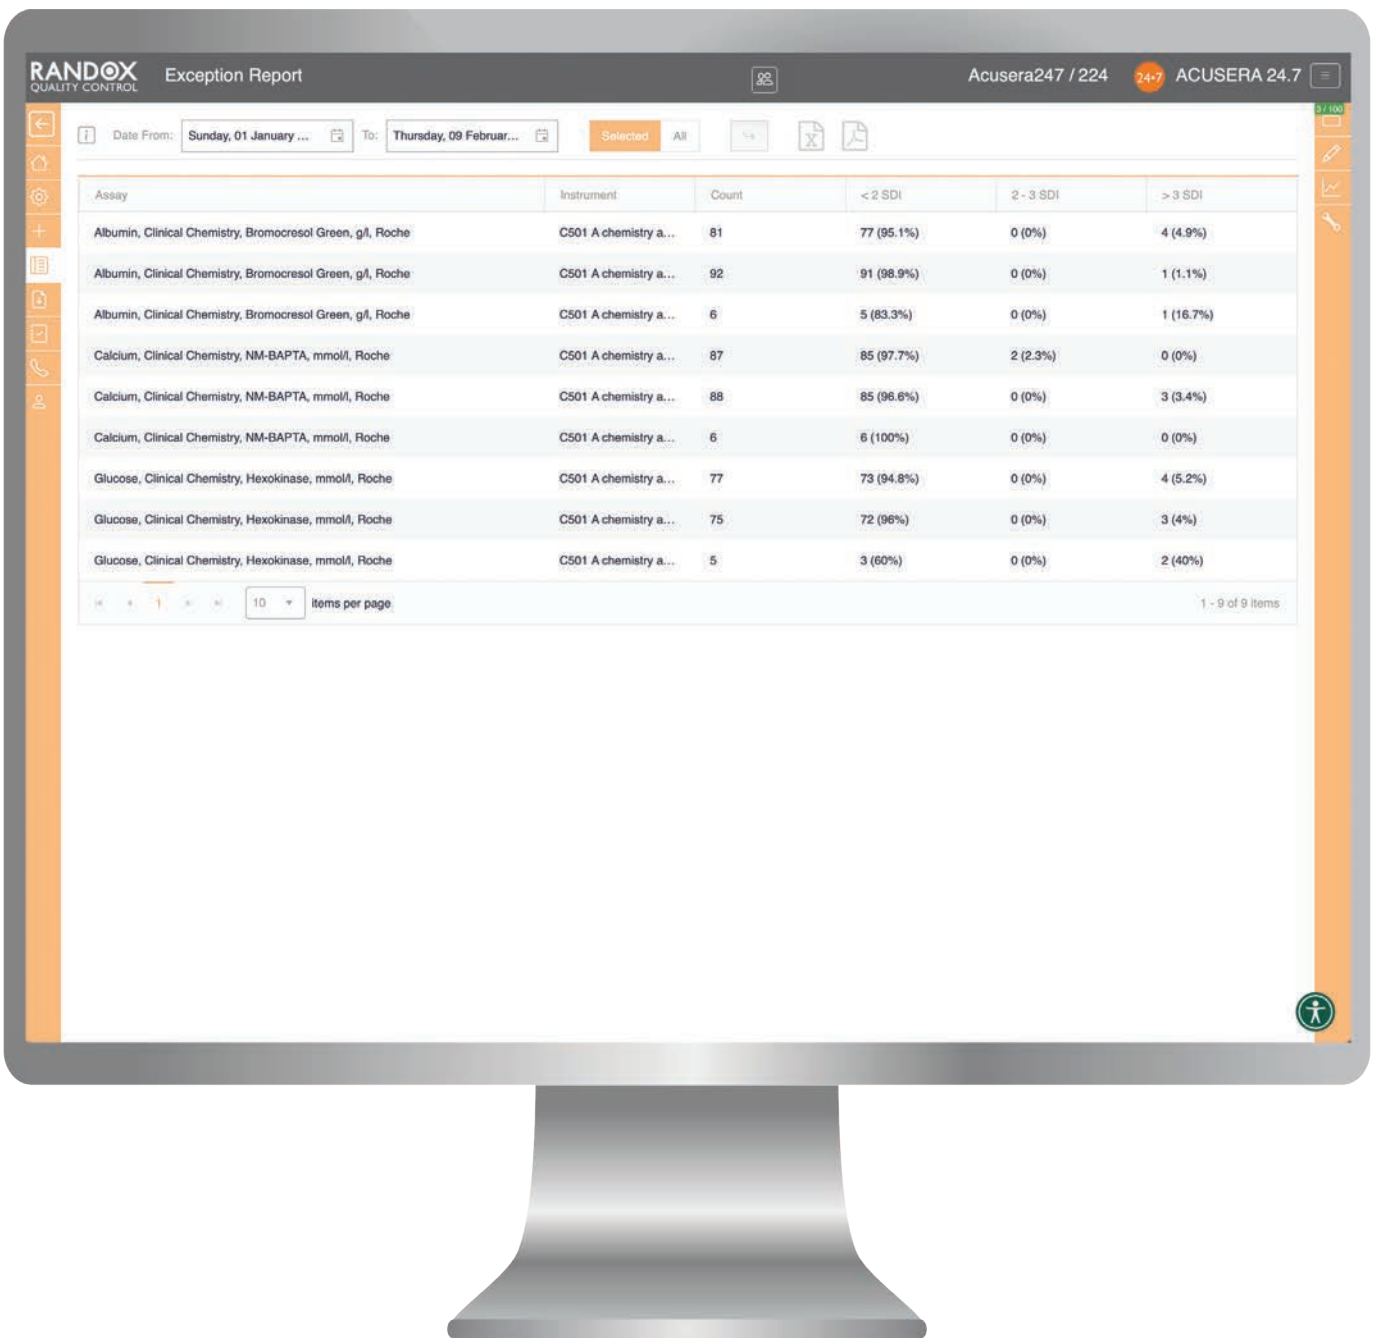 RANDOX
QUALITY CONTROL
Exception Report
Acusera247 / 224
24•7
ACUSERA 24.7
3 / 100
Date From: Sunday, 01 January ... To: Thursday, 09 Februar... Selected All
Assay Instrument Count < 2 SDI 2 - 3 SDI > 3 SDI
Albumin, Clinical Chemistry, Bromocresol Green, g/l, Roche C501 A chemistry a... 81 77 (95.1%) 0 (0%) 4 (4.9%)
Albumin, Clinical Chemistry, Bromocresol Green, g/l, Roche C501 A chemistry a... 92 91 (98.9%) 0 (0%) 1 (1.1%)
Albumin, Clinical Chemistry, Bromocresol Green, g/l, Roche C501 A chemistry a... 6 5 (83.3%) 0 (0%) 1 (16.7%)
Calcium, Clinical Chemistry, NM-BAPTA, mmol/l, Roche C501 A chemistry a... 87 85 (97.7%) 2 (2.3%) 0 (0%)
Calcium, Clinical Chemistry, NM-BAPTA, mmol/l, Roche C501 A chemistry a... 88 85 (96.6%) 0 (0%) 3 (3.4%)
Calcium, Clinical Chemistry, NM-BAPTA, mmol/l, Roche C501 A chemistry a... 6 6 (100%) 0 (0%) 0 (0%)
Glucose, Clinical Chemistry, Hexokinase, mmol/l, Roche C501 A chemistry a... 77 73 (94.8%) 0 (0%) 4 (5.2%)
Glucose, Clinical Chemistry, Hexokinase, mmol/l, Roche C501 A chemistry a... 75 72 (96%) 0 (0%) 3 (4%)
Glucose, Clinical Chemistry, Hexokinase, mmol/l, Roche C501 A chemistry a... 5 3 (60%) 0 (0%) 2 (40%)
1 10 items per page 1 - 9 of 9 items